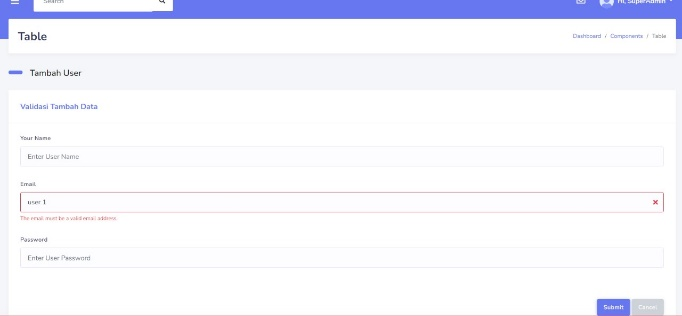 Search
Hi, SuperAdmin
Table
Dashboard / Components / Table
Tambah User
Validasi Tambah Data
Your Name
Enter User Name
Email
user 1
The email must be a valid email address
Password
Enter User Password
Submit Cancel